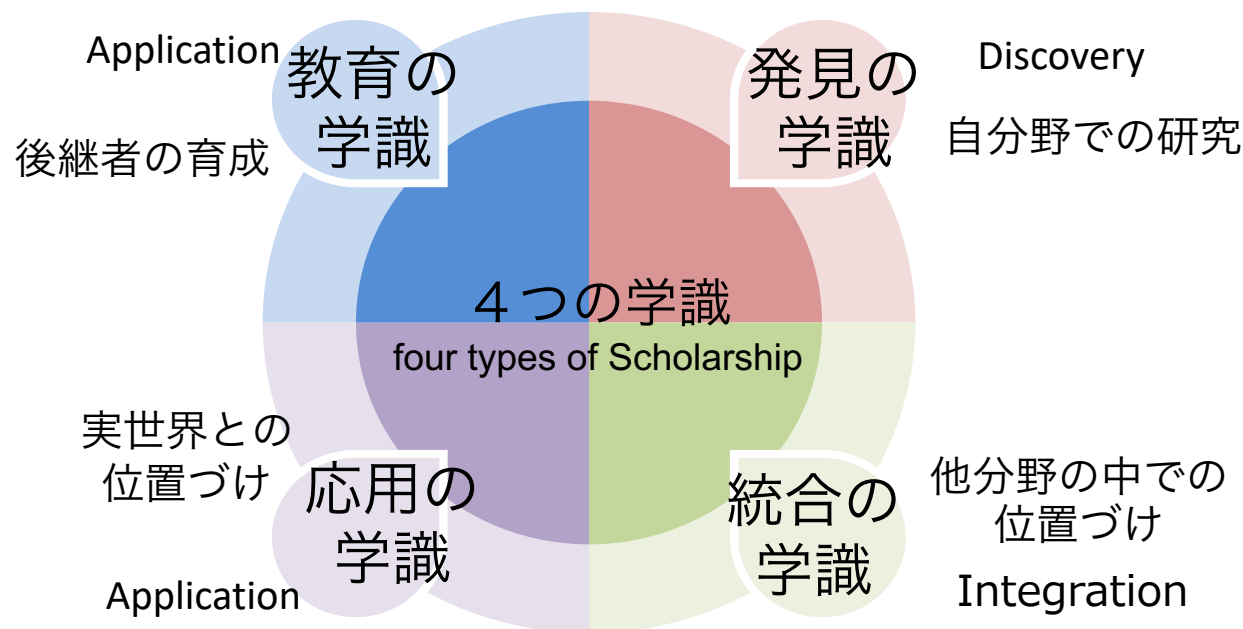 Application
教育の
学識
後継者の育成
発見の
学識
Discovery
自分野での研究
４つの学識
four types of Scholarship
実世界との
位置づけ
応用の
学識
Application
統合の
学識
他分野の中での
位置づけ
Integration